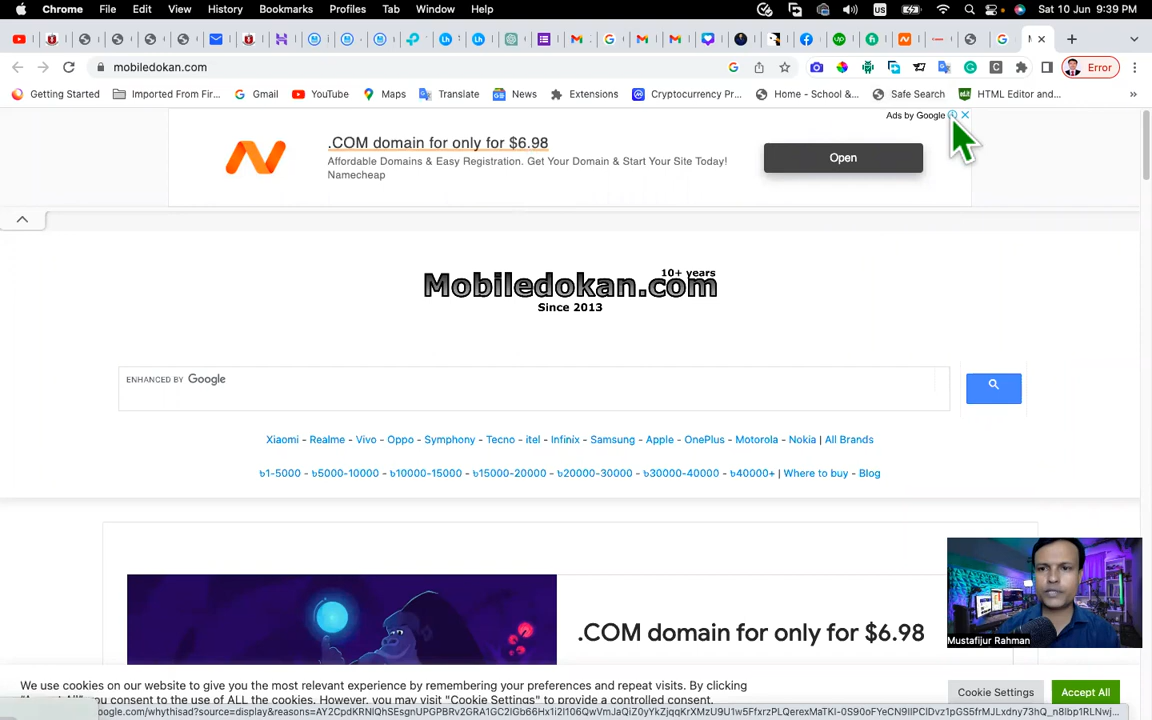 Chrome File Edit View History Bookmarks Profiles Tab Window Help US Sat 10 Jun 9:39 PM
mobiledokan.com Error
Getting Started Imported From Fir... Gmail YouTube Maps Translate News Extensions Cryptocurrency Pr... Home - School &... Safe Search HTML Editor and... »
Ads by Google
.COM domain for only for $6.98
Affordable Domains & Easy Registration. Get Your Domain & Start Your Site Today!
Namecheap
Open
10+ years
Mobiledokan.com
Since 2013
ENHANCED BY Google
Xiaomi - Realme - Vivo - Oppo - Symphony - Tecno - itel - Infinix - Samsung - Apple - OnePlus - Motorola - Nokia | All Brands
৳1-5000 - ৳5000-10000 - ৳10000-15000 - ৳15000-20000 - ৳20000-30000 - ৳30000-40000 - ৳40000+ | Where to buy - Blog
.COM domain for only for $6.98
Mustafijur Rahman
We use cookies on our website to give you the most relevant experience by remembering your preferences and repeat visits. By clicking
you consent to the use of ALL the cookies. However, you may visit "Cookie Settings" to provide a controlled consent.
Cookie Settings Accept All